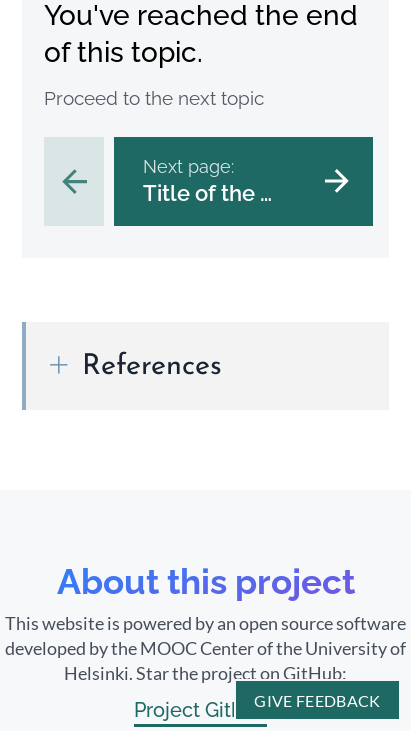 You've reached the end
of this topic.
Proceed to the next topic
Next page:
Title of the ...
References
About this project
This website is powered by an open source software
developed by the MOOC Center of the University of
Helsinki. Star the project on GitHub:
Project
GIVE FEEDBACK